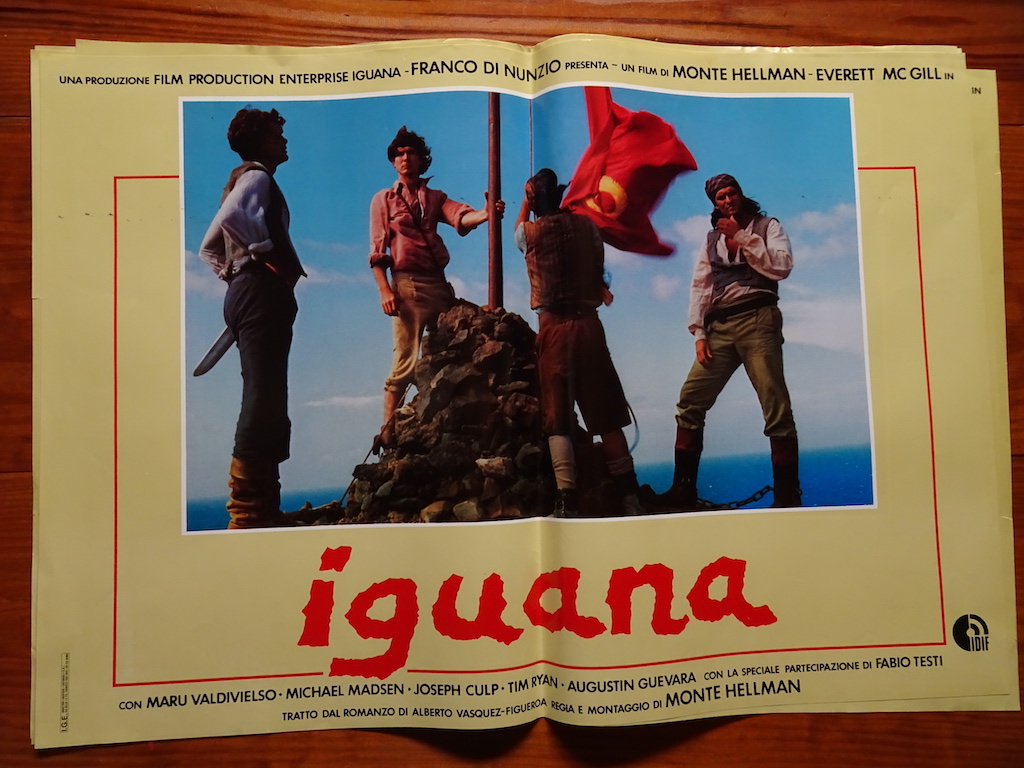 UNA PRODUZIONE FILM PRODUCTION ENTERPRISE IGUANA - FRANCO DI NUNZIO PRESENTA - UN FILM DI MONTE HELLMAN - EVERETT MC GILL IN
IN
iguana
IDIF
CON MARU VALDIVIELSO · MICHAEL MADSEN · JOSEPH CULP · TIM RYAN · AUGUSTIN GUEVARA CON LA SPECIALE PARTECIPAZIONE DI FABIO TESTI
TRATTO DAL ROMANZO DI ALBERTO VASQUEZ-FIGUEROA REGIA E MONTAGGIO DI MONTE HELLMAN
I.G.E.